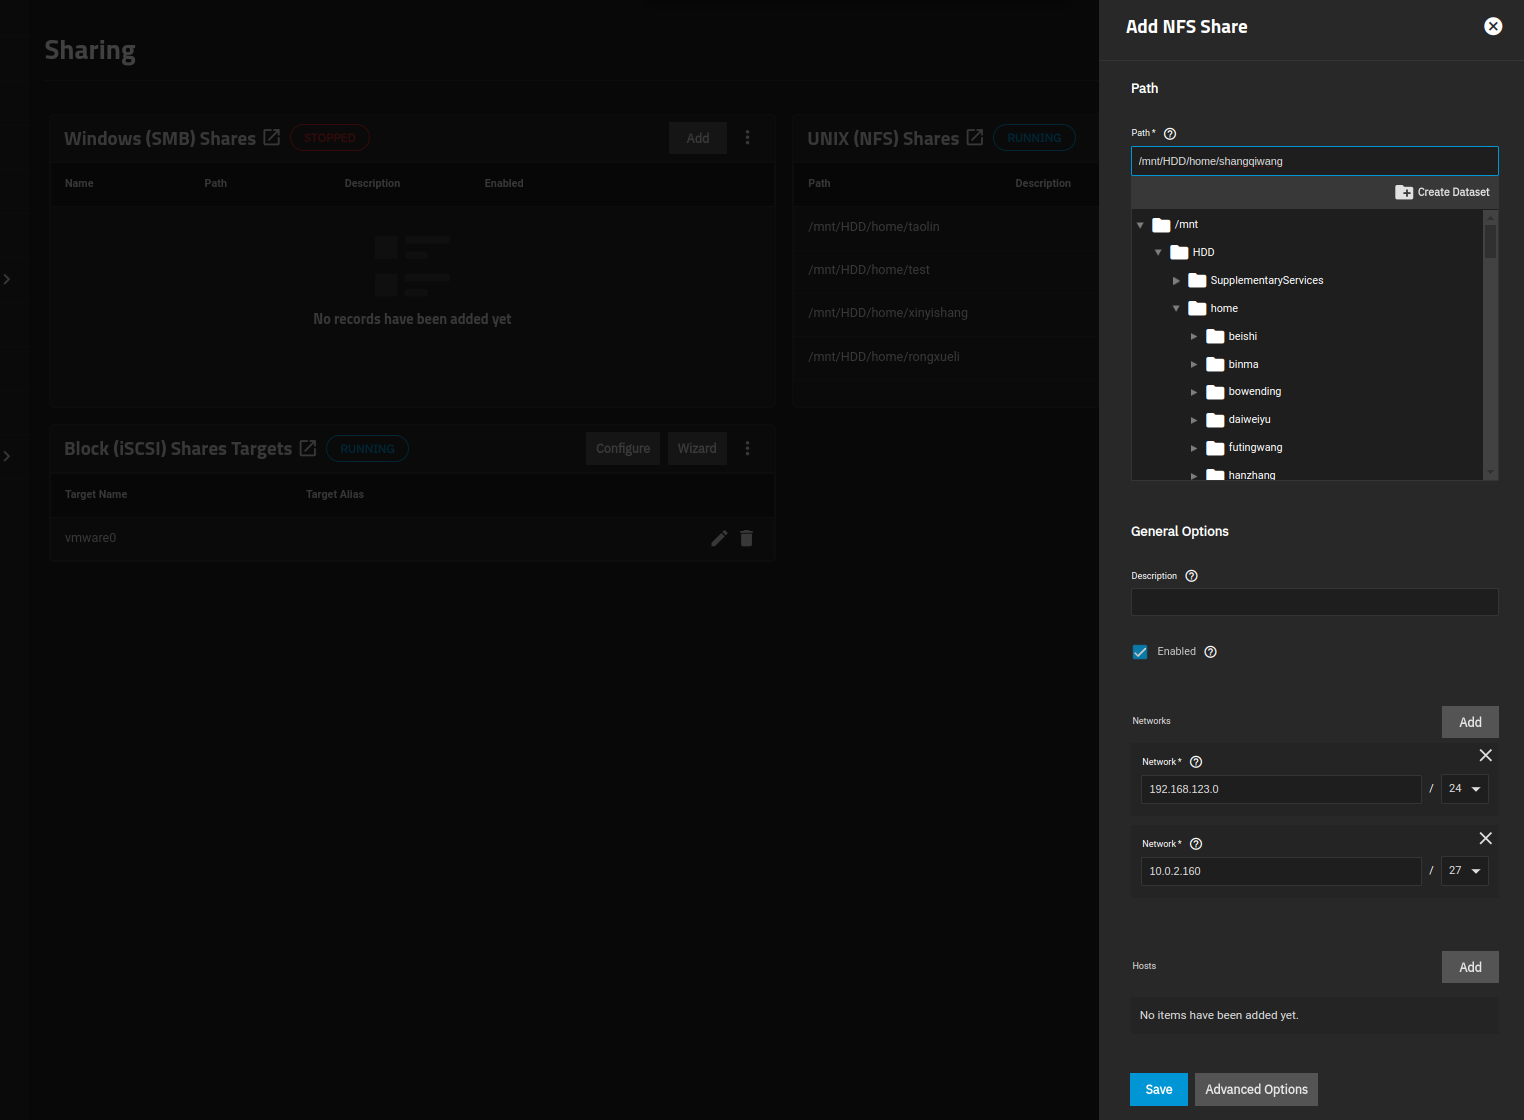 Sharing
Windows (SMB) Shares STOPPED Add
Name Path Description Enabled
No records have been added yet
UNIX (NFS) Shares RUNNING
Path Description
/mnt/HDD/home/taolin
/mnt/HDD/home/test
/mnt/HDD/home/xinyishang
/mnt/HDD/home/rongxueli
Block (iSCSI) Shares Targets RUNNING Configure Wizard
Target Name Target Alias
vmware0
Add NFS Share
Path
Path *
/mnt/HDD/home/shangqiwang
Create Dataset
/mnt
HDD
SupplementaryServices
home
beishi
binma
bowending
daiweiyu
futingwang
hanzhang
General Options
Description
Enabled
Networks Add
Network *
192.168.123.0 / 24
Network *
10.0.2.160 / 27
Hosts Add
No items have been added yet.
Save Advanced Options